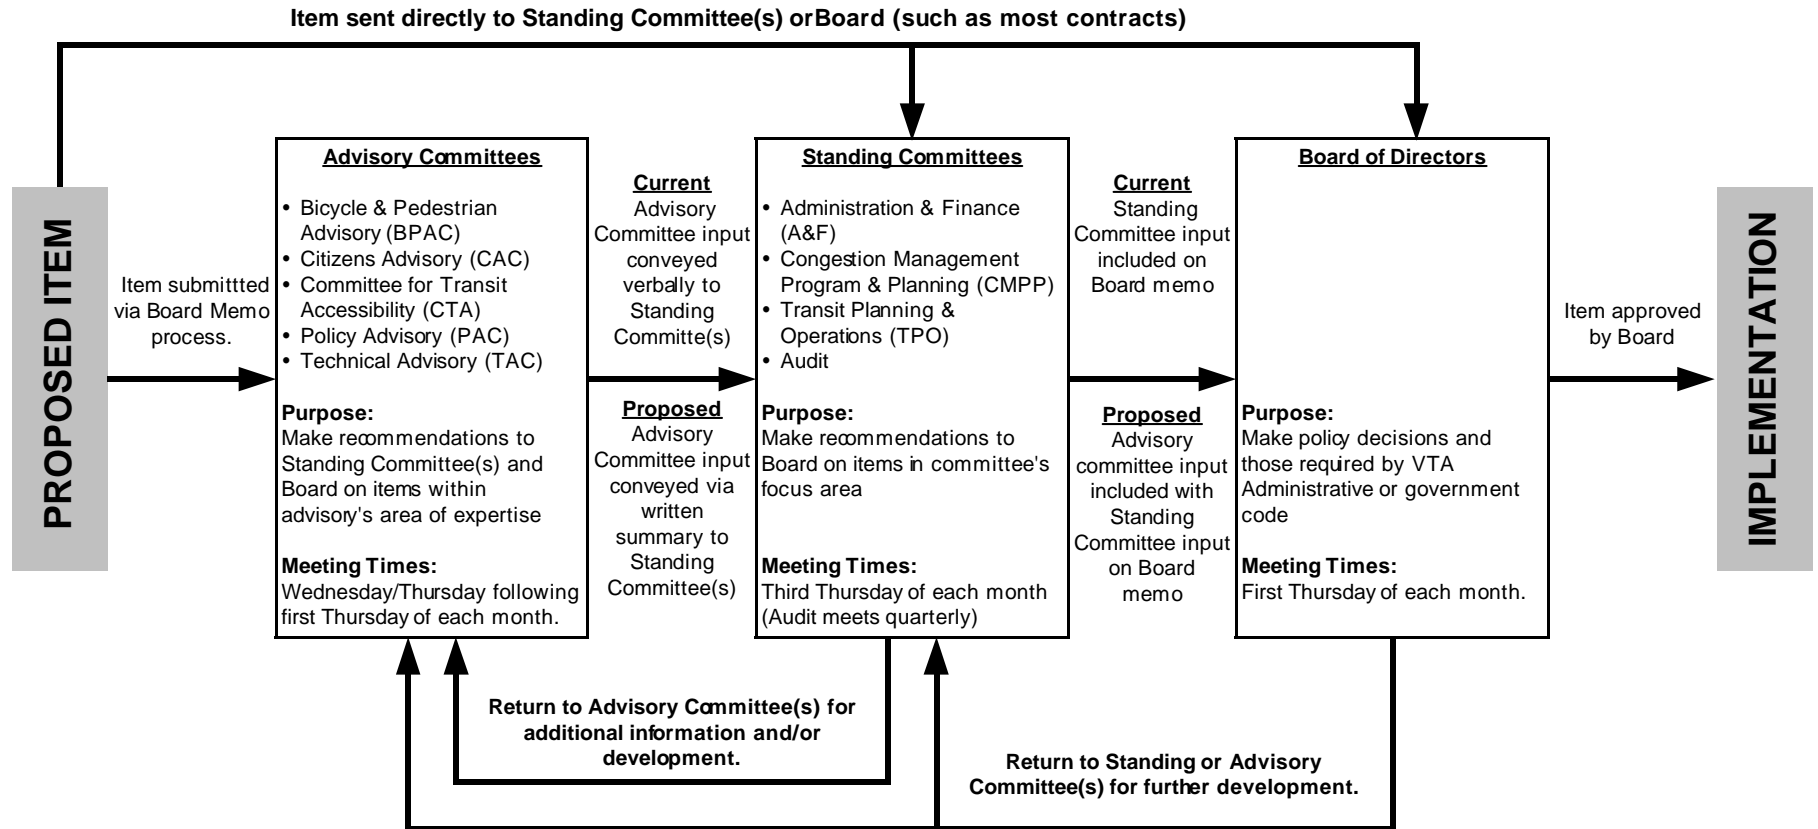 Item sent directly to Standing Committee(s) orBoard (such as most contracts)
PROPOSED ITEM
Item submittted
via Board Memo
process.
Advisory Committees
• Bicycle & Pedestrian
Advisory (BPAC)
• Citizens Advisory (CAC)
• Committee for Transit
Accessibility (CTA)
• Policy Advisory (PAC)
• Technical Advisory (TAC)
Purpose:
Make recommendations to
Standing Committee(s) and
Board on items within
advisory's area of expertise
Meeting Times:
Wednesday/Thursday following
first Thursday of each month.
Current
Advisory
Committee input
conveyed
verbally to
Standing
Committe(s)
Proposed
Advisory
Committee input
conveyed via
written
summary to
Standing
Committee(s)
Standing Committees
• Administration & Finance
(A&F)
• Congestion Management
Program & Planning (CMPP)
• Transit Planning &
Operations (TPO)
• Audit
Purpose:
Make recommendations to
Board on items in committee's
focus area
Meeting Times:
Third Thursday of each month
(Audit meets quarterly)
Current
Standing
Committee input
included on
Board memo
Proposed
Advisory
committee input
included with
Standing
Committee input
on Board
memo
Board of Directors
Purpose:
Make policy decisions and
those required by VTA
Administrative or government
code
Meeting Times:
First Thursday of each month.
Item approved
by Board
IMPLEMENTATION
Return to Advisory Committee(s) for
additional information and/or
development.
Return to Standing or Advisory
Committee(s) for further development.